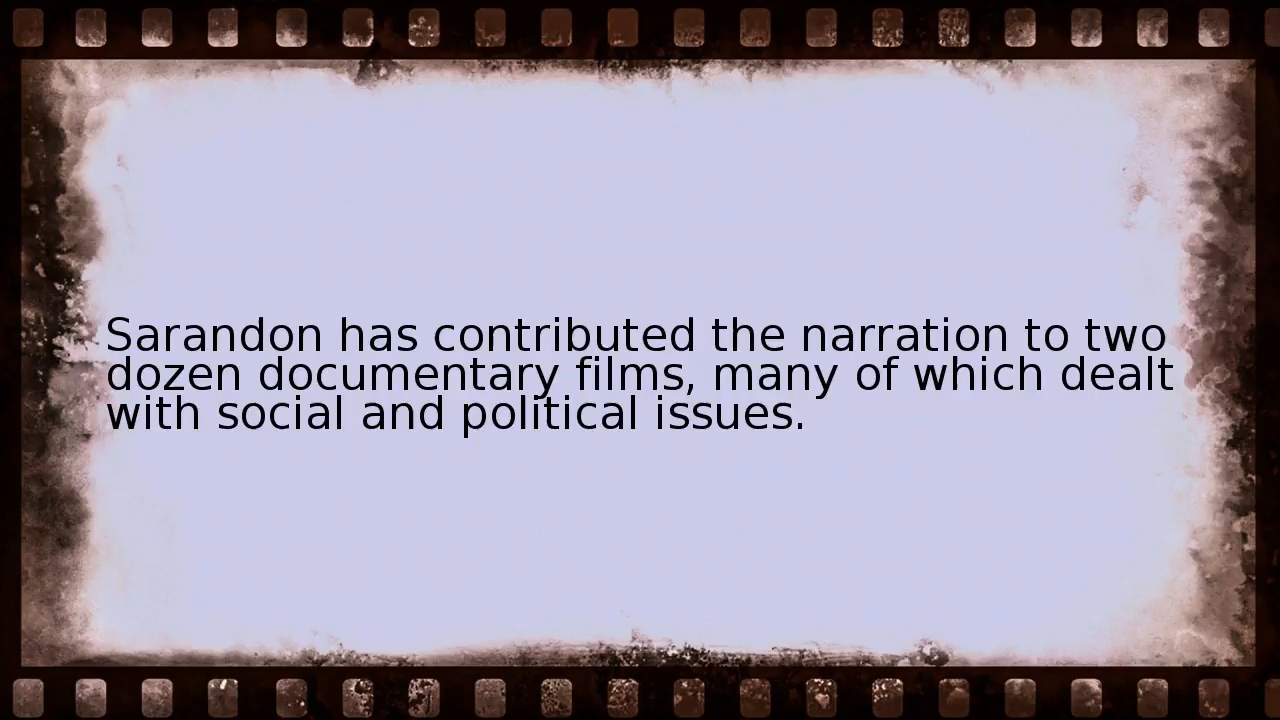 Sarandon has contributed the narration to two
dozen documentary films, many of which dealt
with social and political issues.